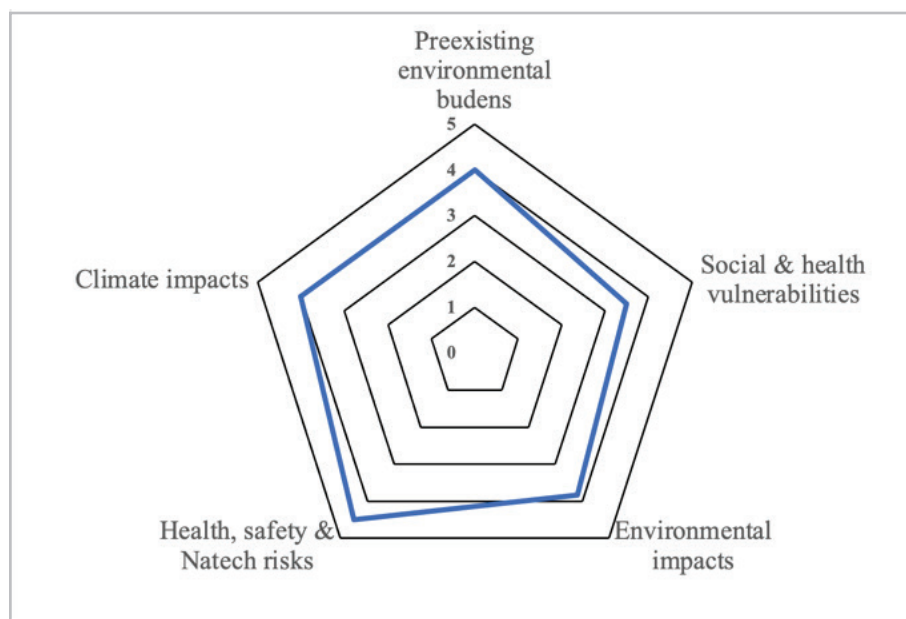 Preexisting
environmental
budens
5
4
3
2
1
0
Climate impacts
Social & health
vulnerabilities
Health, safety &
Natech risks
Environmental
impacts